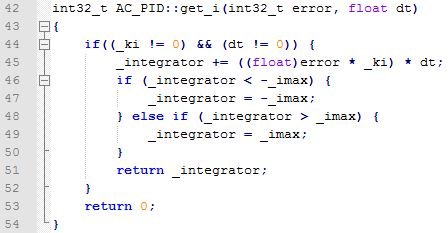 42 int32_t AC_PID::get_i(int32_t error, float dt)
43 {
44     if((_ki != 0) && (dt != 0)) {
45         _integrator += ((float)error * _ki) * dt;
46         if (_integrator < -_imax) {
47             _integrator = -_imax;
48         } else if (_integrator > _imax) {
49             _integrator = _imax;
50         }
51         return _integrator;
52     }
53     return 0;
54 }